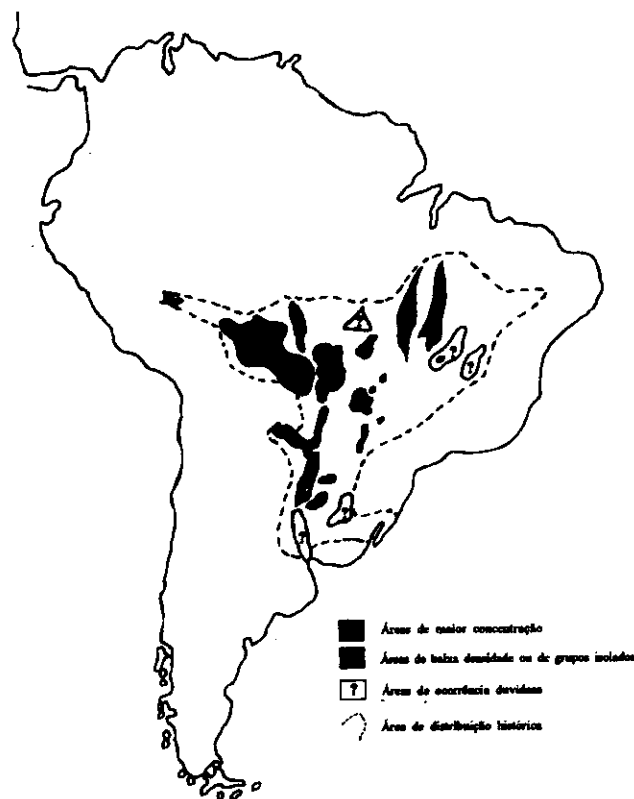 ?
?
?
?
?
Áreas de maior concentração
Áreas de baixa densidade ou de grupos isolados
? Áreas de ocorrência duvidosa
Área de distribuição histórica